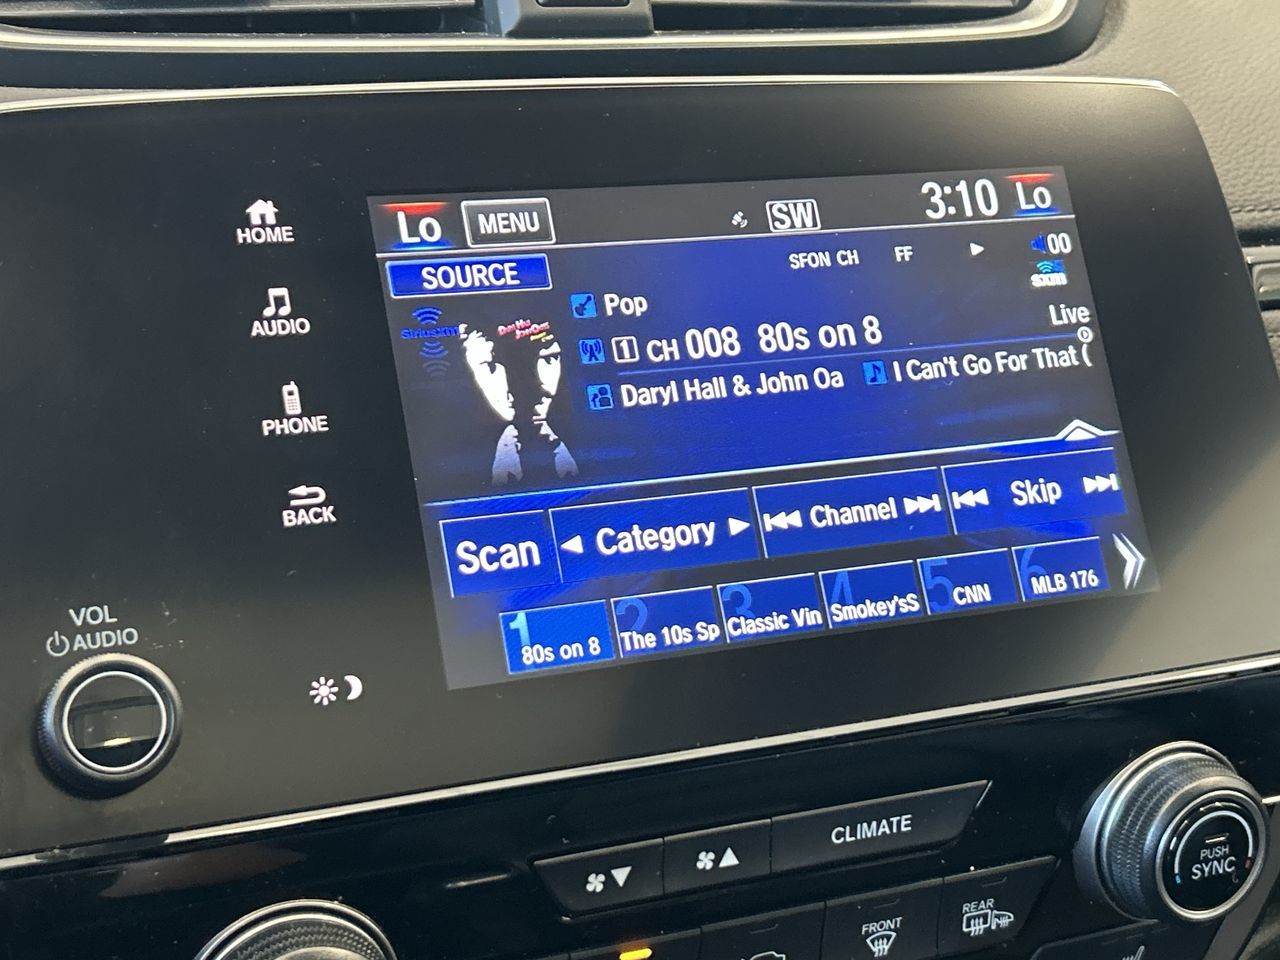 HOME
AUDIO
PHONE
BACK
VOL
AUDIO
Lo MENU SW 3:10 Lo
SOURCE SFON CH FF 00
sxm
siriusxm
Pop
Live
1 CH 008 80s on 8
Daryl Hall & John Oa I Can't Go For That (
Scan Category Channel Skip
1 80s on 8
2 The 10s Sp
3 Classic Vin
4 Smokey'sS
5 CNN
6 MLB 176
CLIMATE
PUSH
SYNC
FRONT
REAR